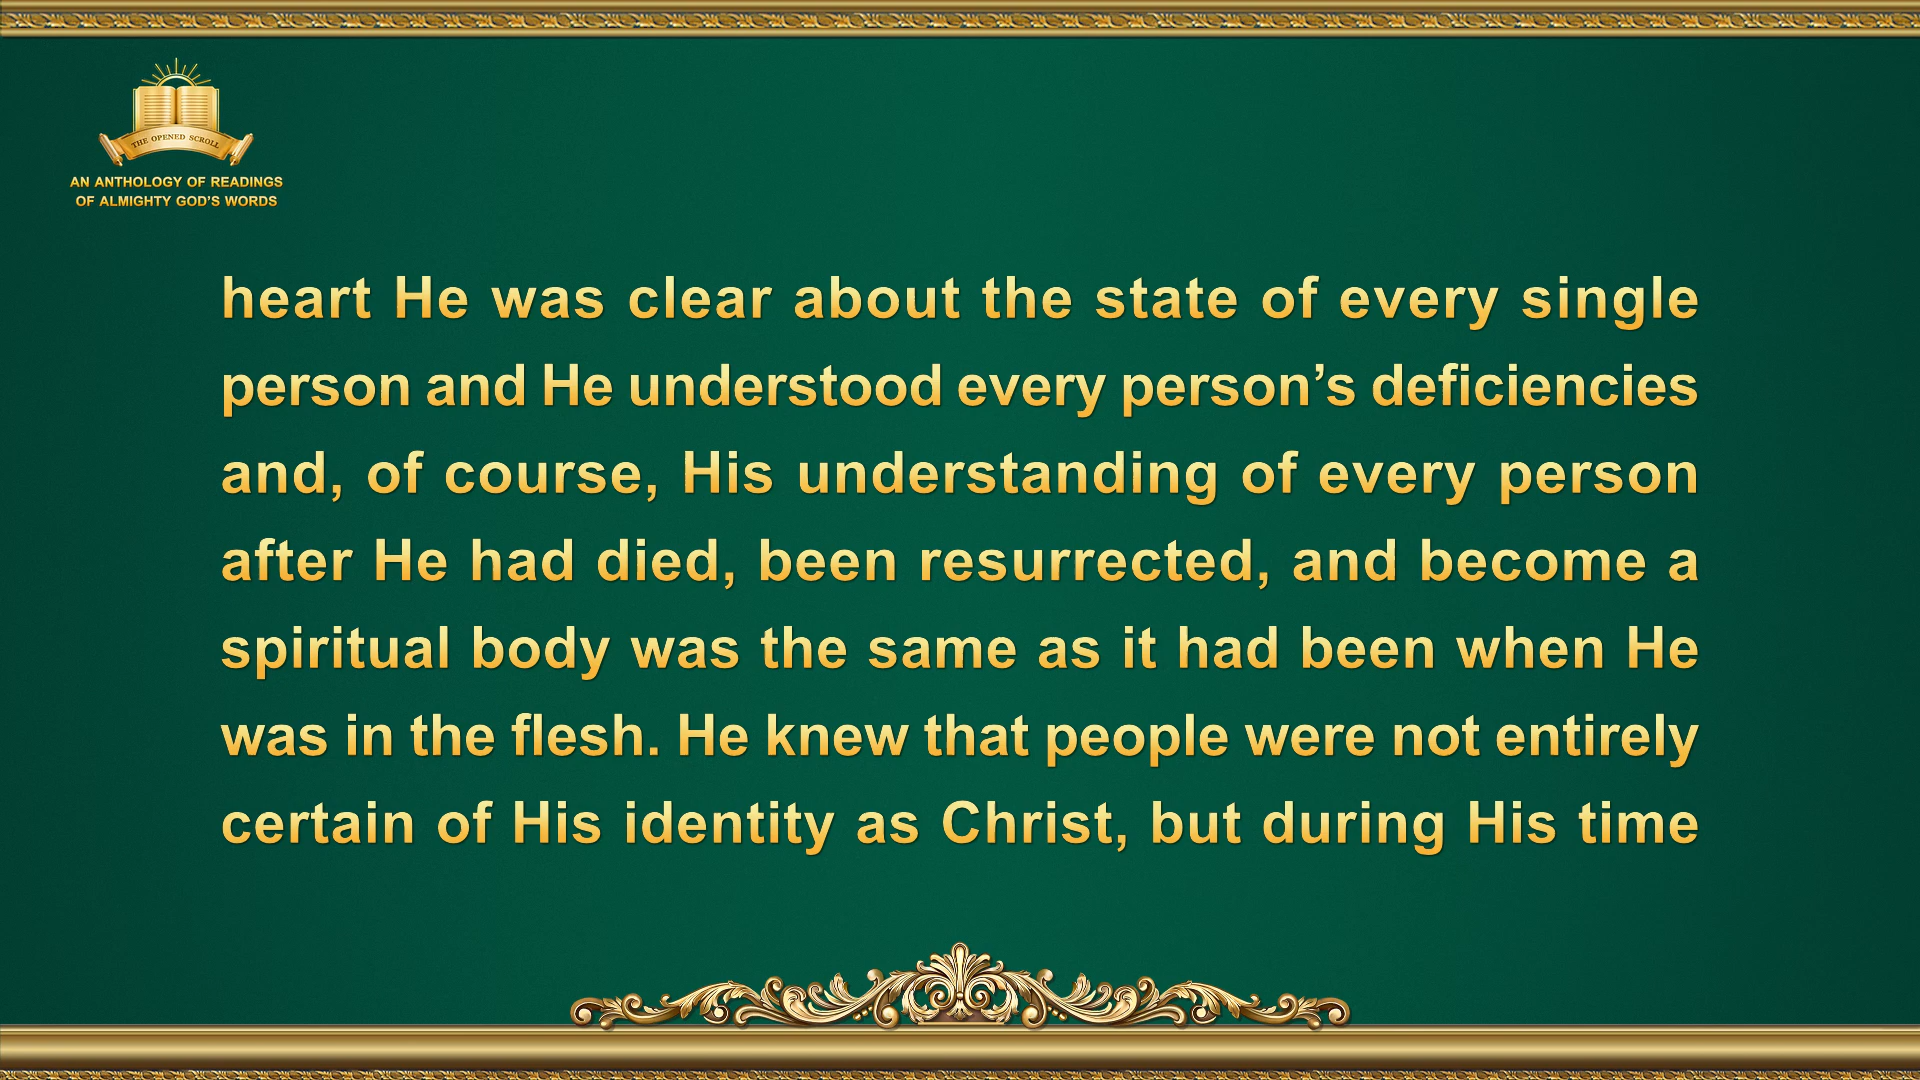 THE OPENED SCROLL
AN ANTHOLOGY OF READINGS
OF ALMIGHTY GOD’S WORDS
heart He was clear about the state of every single
person and He understood every person’s deficiencies
and, of course, His understanding of every person
after He had died, been resurrected, and become a
spiritual body was the same as it had been when He
was in the flesh. He knew that people were not entirely
certain of His identity as Christ, but during His time